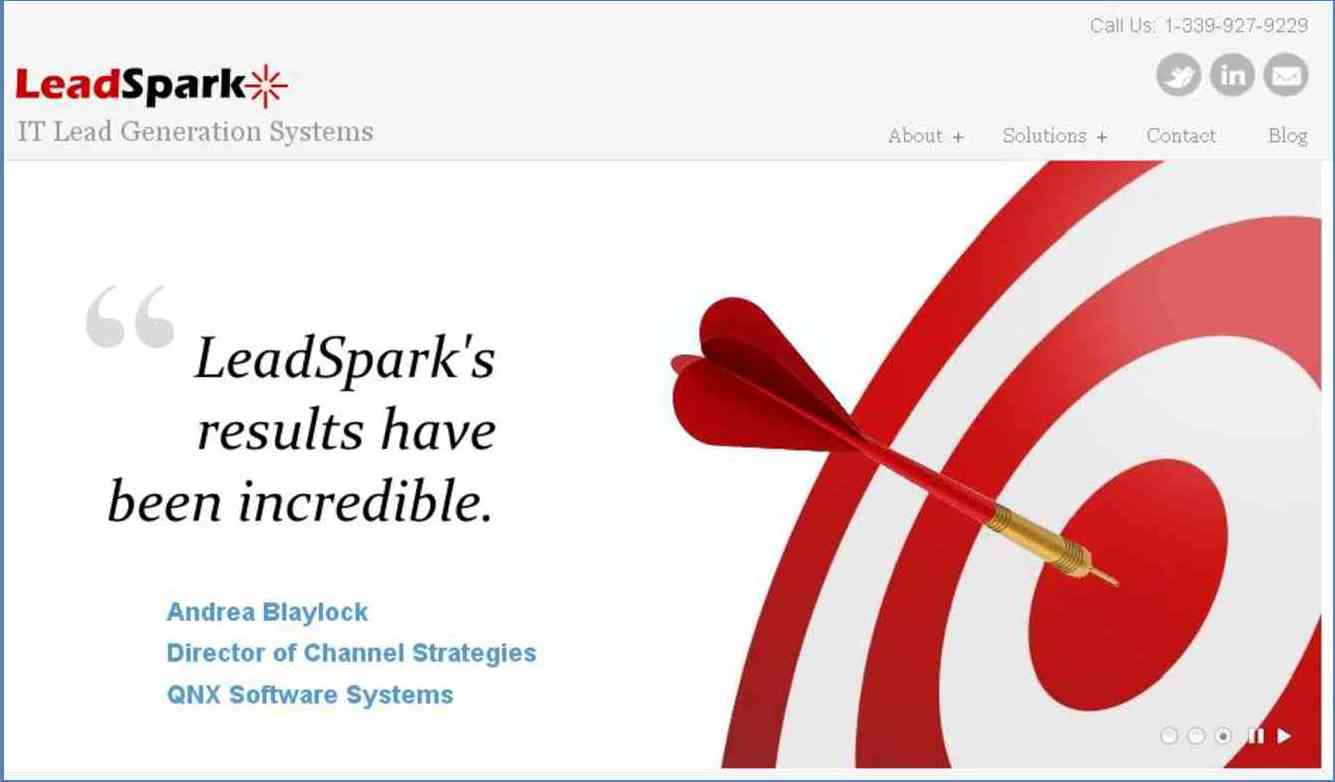 Call Us: 1-339-927-9229
LeadSpark
IT Lead Generation Systems
About + Solutions + Contact Blog
“ LeadSpark's
results have
been incredible.
Andrea Blaylock
Director of Channel Strategies
QNX Software Systems